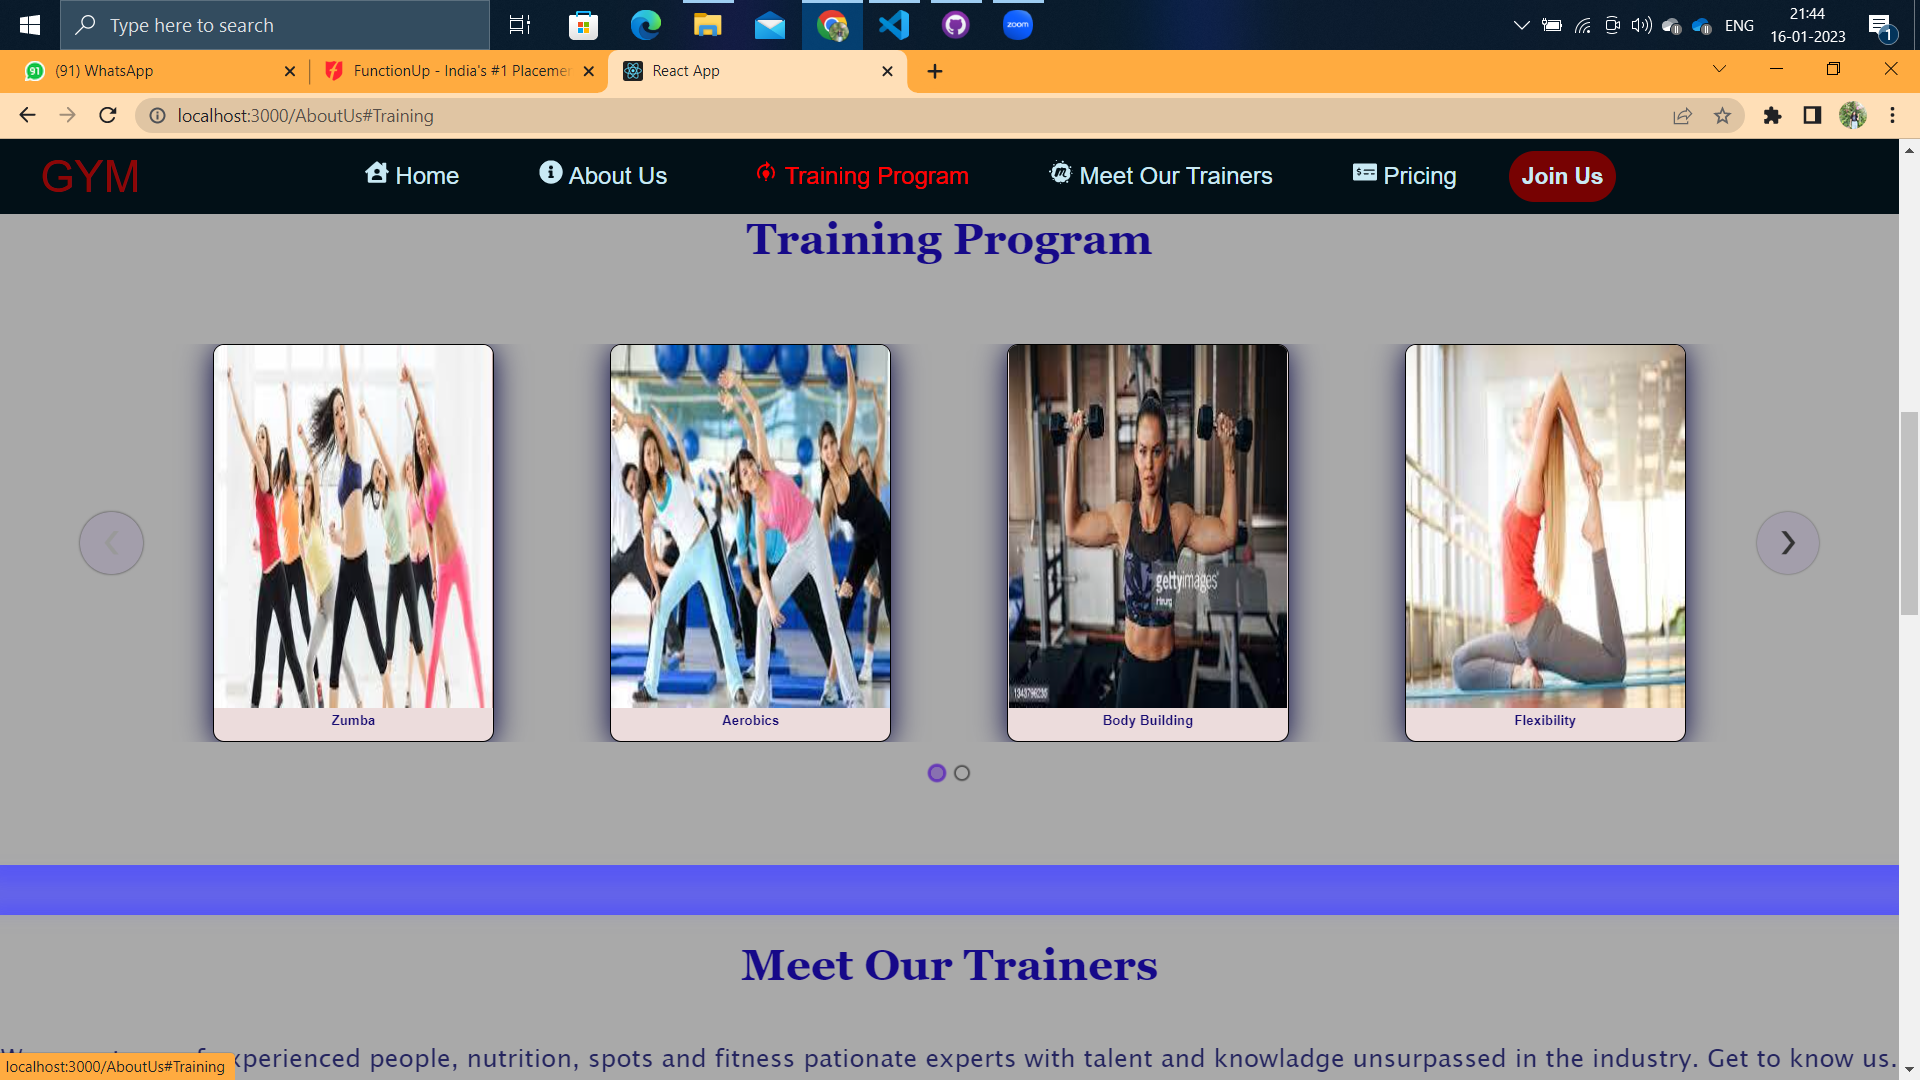 Type here to search
zoom
ENG
21:44
16-01-2023
1
91 (91) WhatsApp
FunctionUp - India's #1 Placemen
React App
localhost:3000/AboutUs#Training
GYM
Home
About Us
Training Program
Meet Our Trainers
Pricing
Join Us
Training Program
gettyimages
1343796235
Zumba
Aerobics
Body Building
Flexibility
Meet Our Trainers
experienced people, nutrition, spots and fitness pationate experts with talent and knowladge unsurpassed in the industry. Get to know us.
localhost:3000/AboutUs#Training